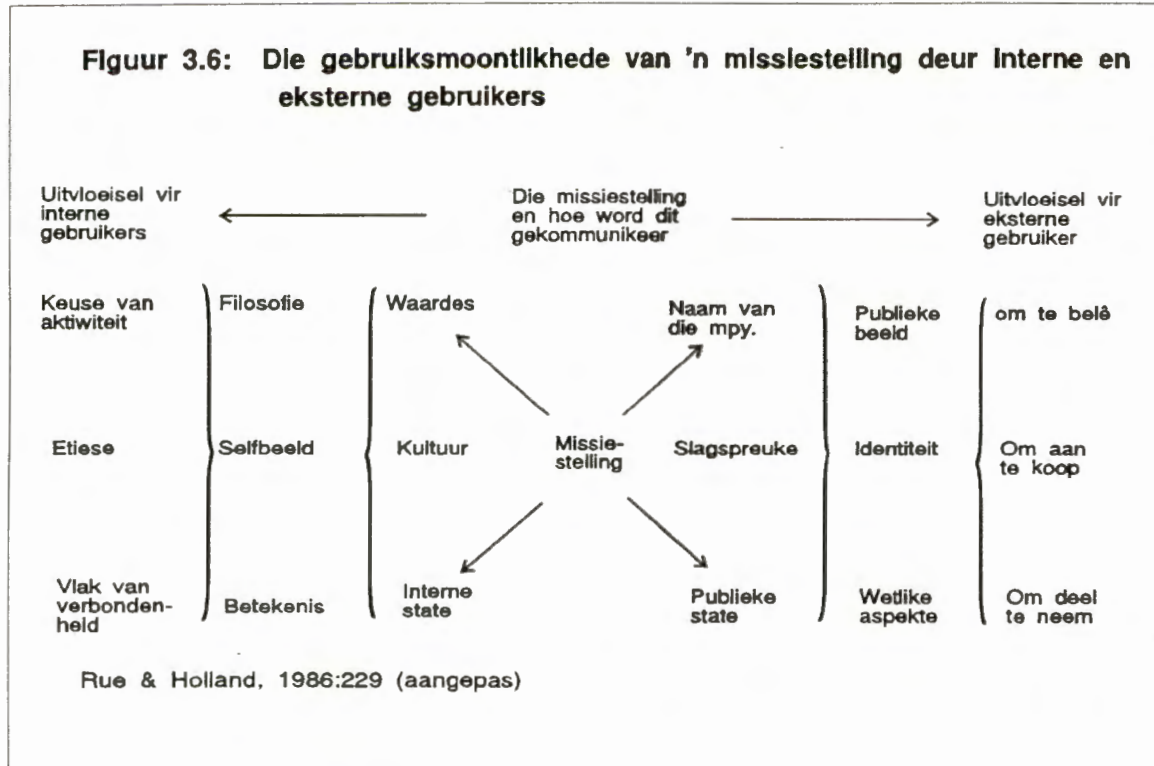 Figuur 3.6: Die gebruiksmoontlikhede van 'n missiestelling deur interne en
eksterne gebruikers
Uitvloeisel vir
interne
gebruikers
Die missiestelling
en hoe word dit
gekommunikeer
Uitvloeisel vir
eksterne
gebruiker
Keuse van
aktiwiteit
Filosofie
Waardes
Naam van
die mpy.
Publieke
beeld
om te belê
Etiese
Selfbeeld
Kultuur
Missie-
stelling
Slagspreuke
Identiteit
Om aan
te koop
Vlak van
verbonden-
heid
Betekenis
Interne
state
Publieke
state
Wetlike
aspekte
Om deel
te neem
Rue & Holland, 1986:229 (aangepas)